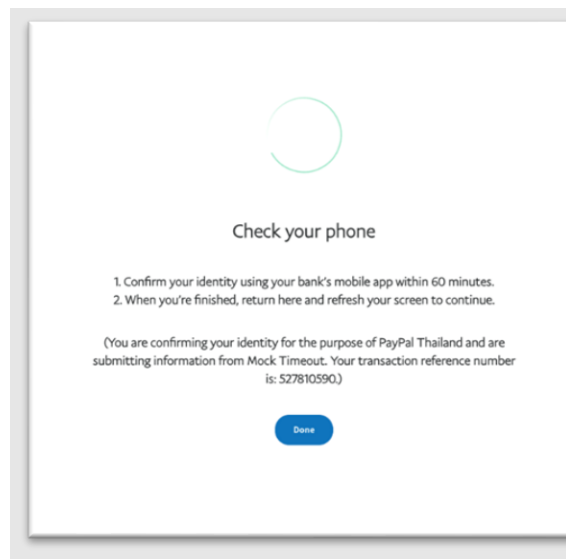 Check your phone
1. Confirm your identity using your bank's mobile app within 60 minutes.
2. When you're finished, return here and refresh your screen to continue.
(You are confirming your identity for the purpose of PayPal Thailand and are
submitting information from Mock Timeout. Your transaction reference number
is: 527810590.)
Done